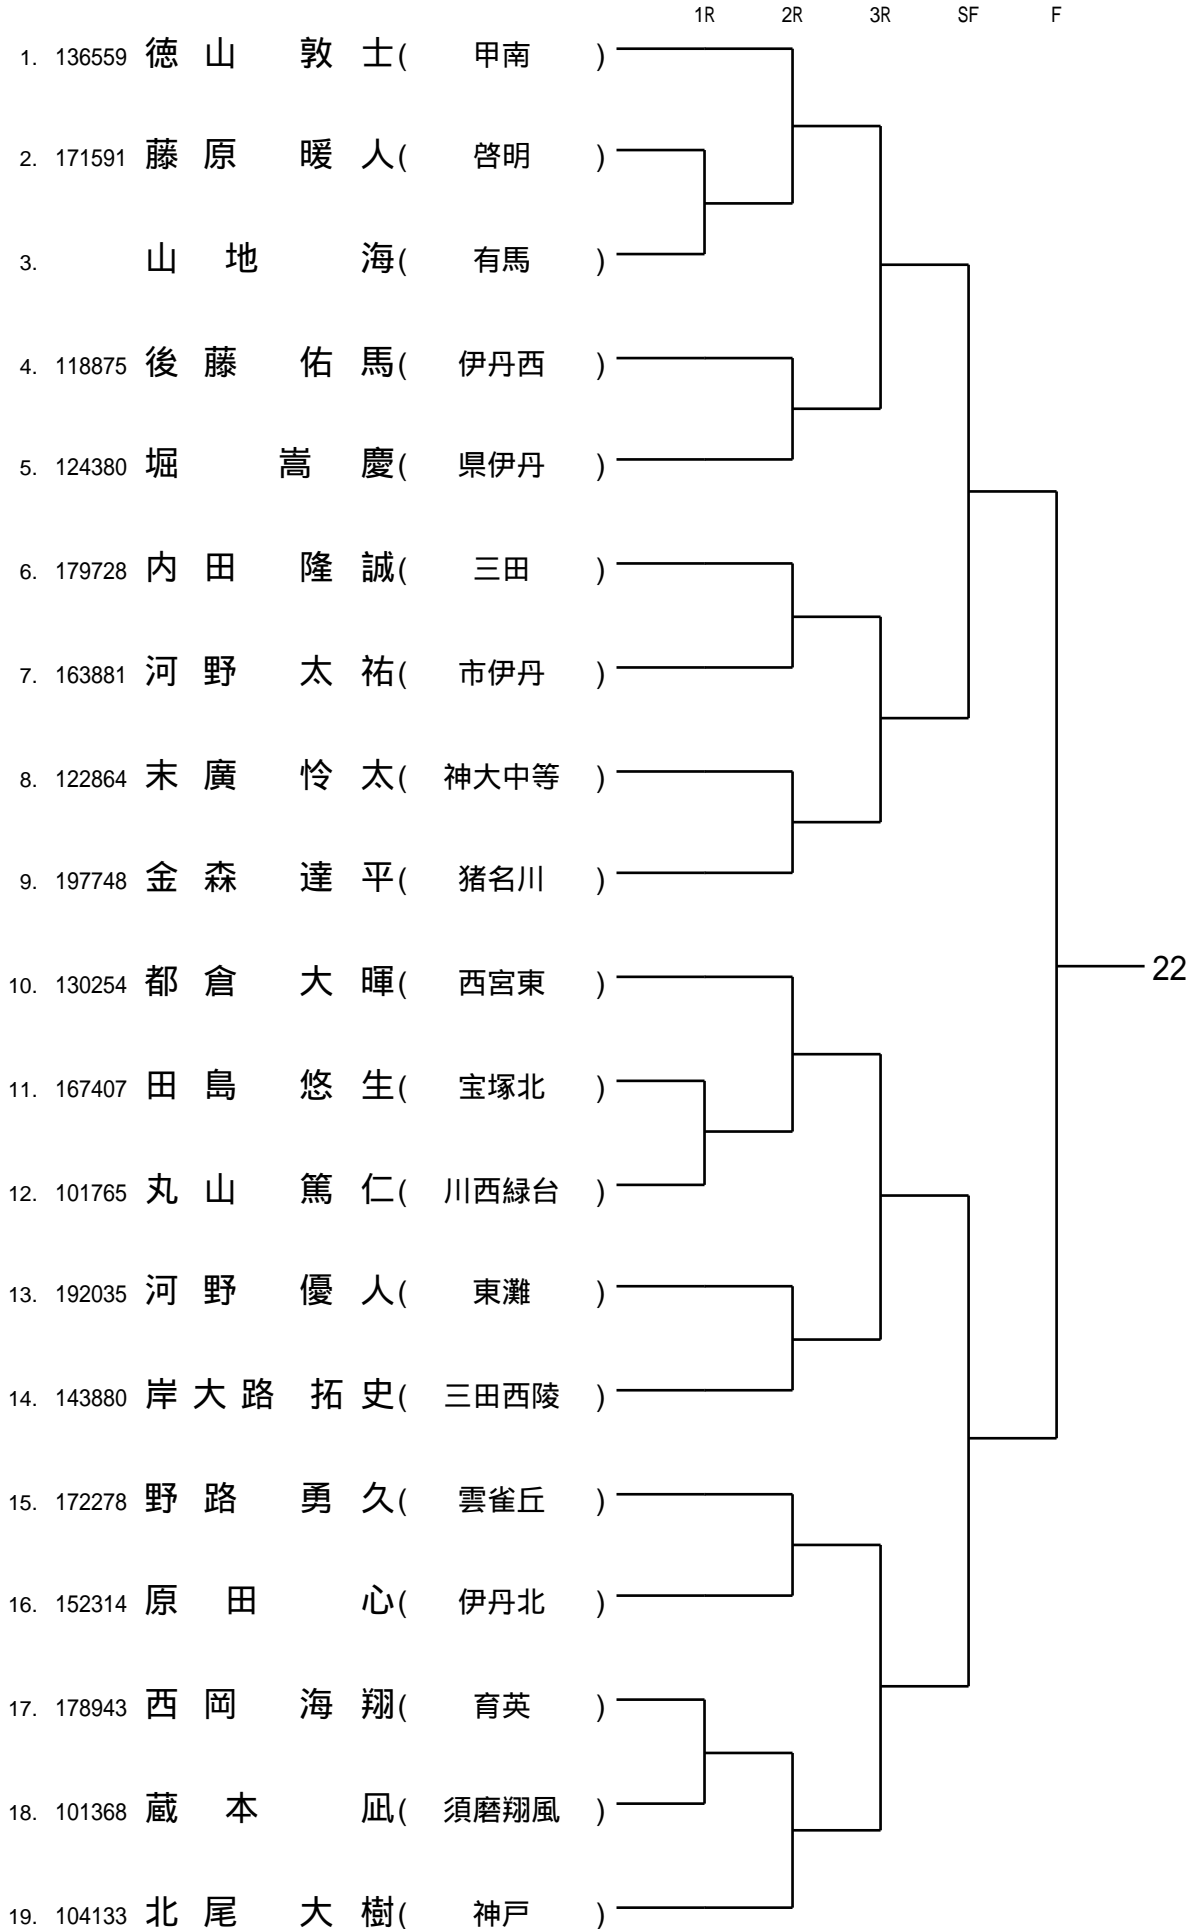 1R 2R 3R SF F
1. 136559 徳山 敦士( 甲南 )
2. 171591 藤原 暖人( 啓明 )
3. 山地 海( 有馬 )
4. 118875 後藤 佑馬( 伊丹西 )
5. 124380 堀 嵩慶( 県伊丹 )
6. 179728 内田 隆誠( 三田 )
7. 163881 河野 太祐( 市伊丹 )
8. 122864 末廣 怜太( 神大中等 )
9. 197748 金森 達平( 猪名川 )
10. 130254 都倉 大暉( 西宮東 )
22
11. 167407 田島 悠生( 宝塚北 )
12. 101765 丸山 篤仁( 川西緑台 )
13. 192035 河野 優人( 東灘 )
14. 143880 岸大路 拓史( 三田西陵 )
15. 172278 野路 勇久( 雲雀丘 )
16. 152314 原田 心( 伊丹北 )
17. 178943 西岡 海翔( 育英 )
18. 101368 蔵本 凪( 須磨翔風 )
19. 104133 北尾 大樹( 神戸 )